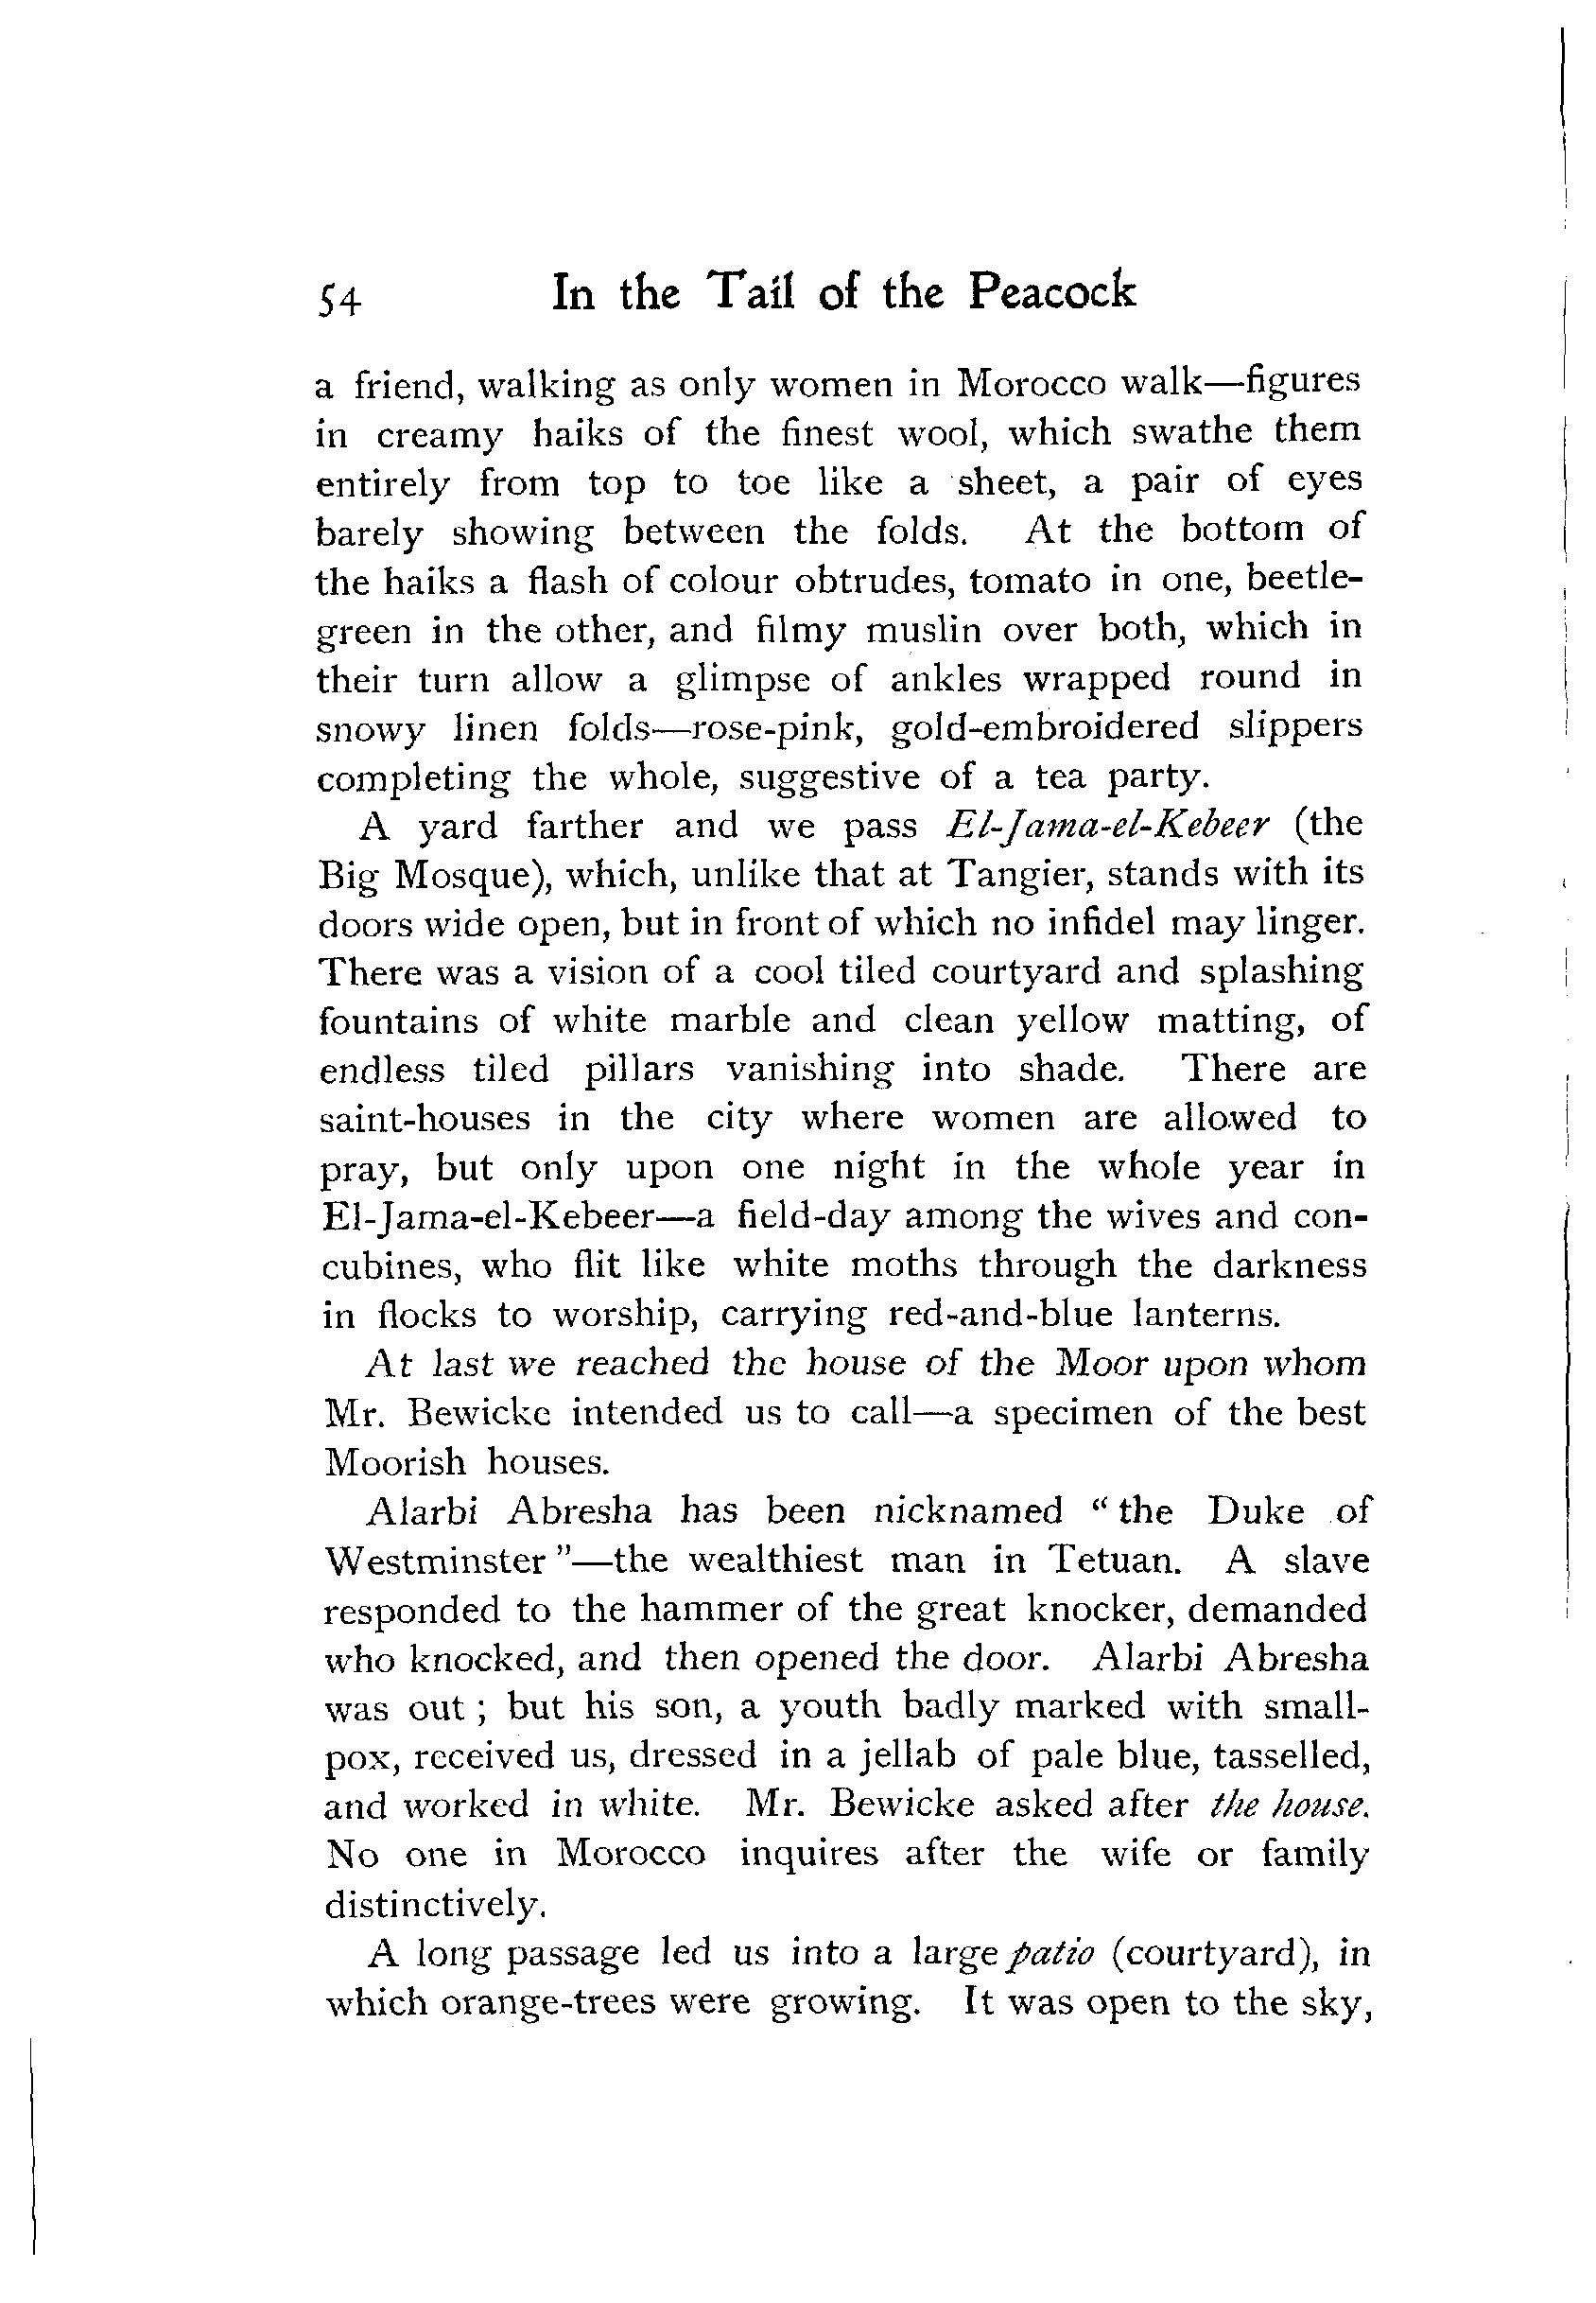 54 In the Tail of the Peacock
a friend, walking as only women in Morocco walk—figures
in creamy haiks of the finest wool, which swathe them
entirely from top to toe like a sheet, a pair of eyes
barely showing between the folds. At the bottom of
the haiks a flash of colour obtrudes, tomato in one, beetle-
green in the other, and filmy muslin over both, which in
their turn allow a glimpse of ankles wrapped round in
snowy linen folds—rose-pink, gold-embroidered slippers
completing the whole, suggestive of a tea party.
A yard farther and we pass El-Jama-el-Kebeer (the
Big Mosque), which, unlike that at Tangier, stands with its
doors wide open, but in front of which no infidel may linger.
There was a vision of a cool tiled courtyard and splashing
fountains of white marble and clean yellow matting, of
endless tiled pillars vanishing into shade. There are
saint-houses in the city where women are allowed to
pray, but only upon one night in the whole year in
El-Jama-el-Kebeer—a field-day among the wives and con-
cubines, who flit like white moths through the darkness
in flocks to worship, carrying red-and-blue lanterns.
At last we reached the house of the Moor upon whom
Mr. Bewicke intended us to call—a specimen of the best
Moorish houses.
Alarbi Abresha has been nicknamed "the Duke of
Westminster"—the wealthiest man in Tetuan. A slave
responded to the hammer of the great knocker, demanded
who knocked, and then opened the door. Alarbi Abresha
was out; but his son, a youth badly marked with small-
pox, received us, dressed in a jellab of pale blue, tasselled,
and worked in white. Mr. Bewicke asked after the house.
No one in Morocco inquires after the wife or family
distinctively.
A long passage led us into a large patio (courtyard), in
which orange-trees were growing. It was open to the sky,